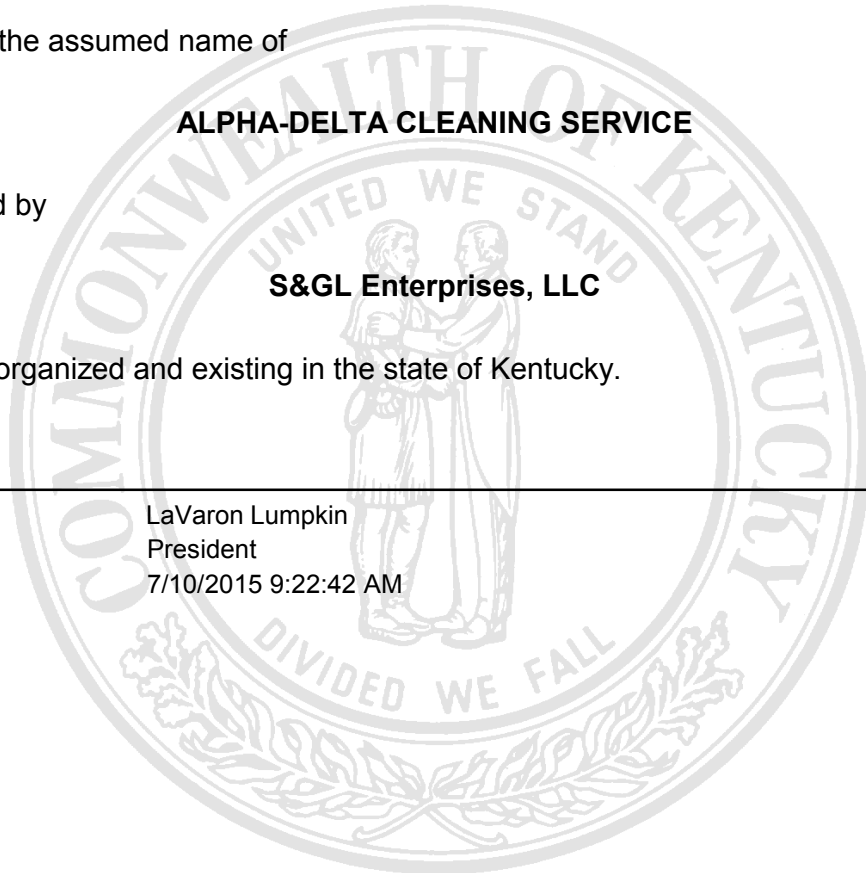 the assumed name of
ALPHA-DELTA CLEANING SERVICE
d by
S&GL Enterprises, LLC
organized and existing in the state of Kentucky.
LaVaron Lumpkin
President
7/10/2015 9:22:42 AM
COMMONWEALTH OF KENTUCKY
UNITED WE STAND
DIVIDED WE FALL